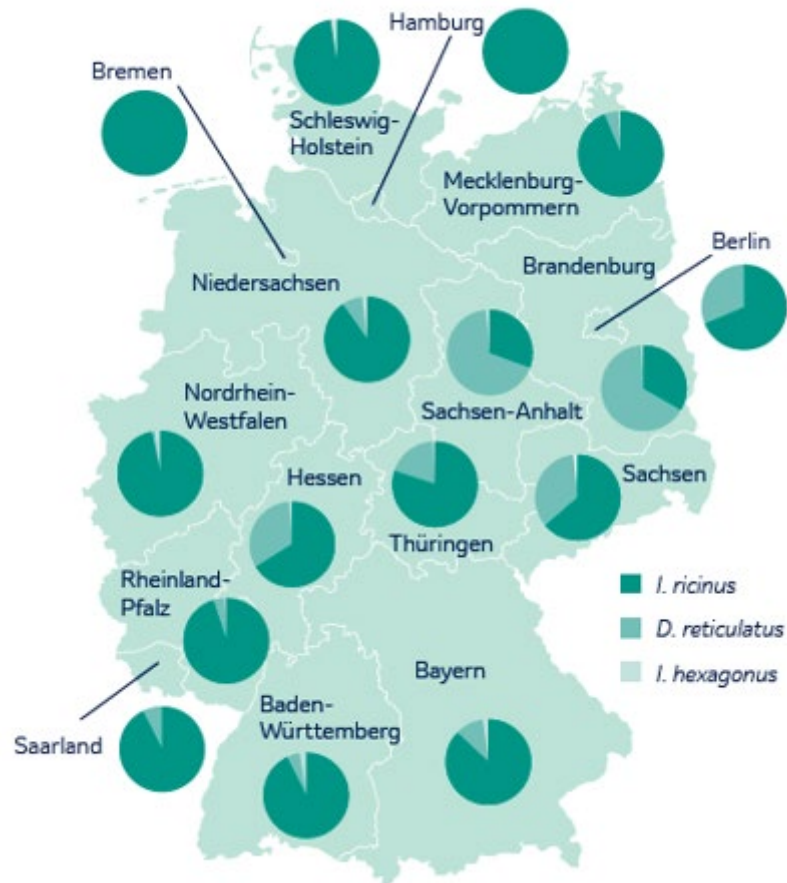 Hamburg
Bremen
Schleswig-
Holstein
Mecklenburg-
Vorpommern
Berlin
Brandenburg
Niedersachsen
Nordrhein-
Westfalen
Sachsen-Anhalt
Hessen
Sachsen
Thüringen
Rheinland-
Pfalz
I. ricinus
D. reticulatus
I. hexagonus
Bayern
Baden-
Württemberg
Saarland